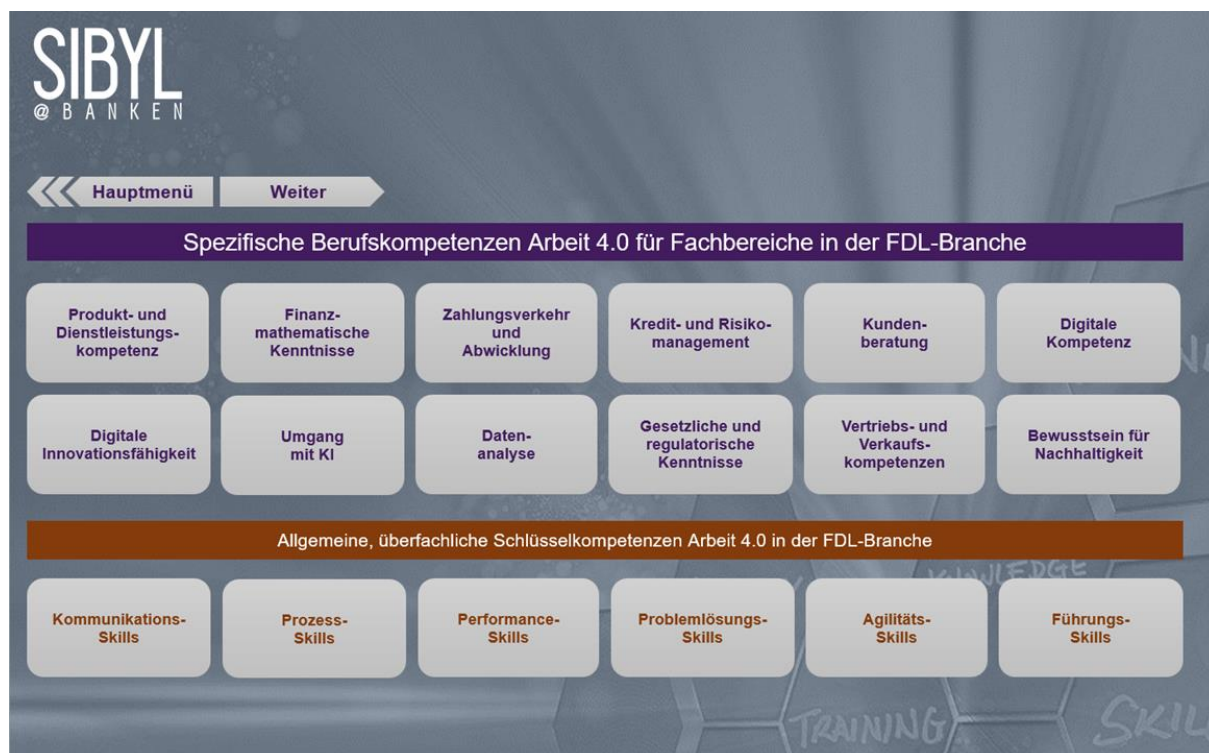 SIBYL
@BANKEN
Hauptmenü
Weiter
Spezifische Berufskompetenzen Arbeit 4.0 für Fachbereiche in der FDL-Branche
Produkt- und
Dienstleistungs-
kompetenz
Finanz-
mathematische
Kenntnisse
Zahlungsverkehr
und
Abwicklung
Kredit- und Risiko-
management
Kunden-
beratung
Digitale
Kompetenz
Digitale
Innovationsfähigkeit
Umgang
mit KI
Daten-
analyse
Gesetzliche und
regulatorische
Kenntnisse
Vertriebs- und
Verkaufs-
kompetenzen
Bewusstsein für
Nachhaltigkeit
Allgemeine, überfachliche Schlüsselkompetenzen Arbeit 4.0 in der FDL-Branche
KNOWLEDGE
Kommunikations-
Skills
Prozess-
Skills
Performance-
Skills
Problemlösungs-
Skills
Agilitäts-
Skills
Führungs-
Skills
TRAINING
SKIL